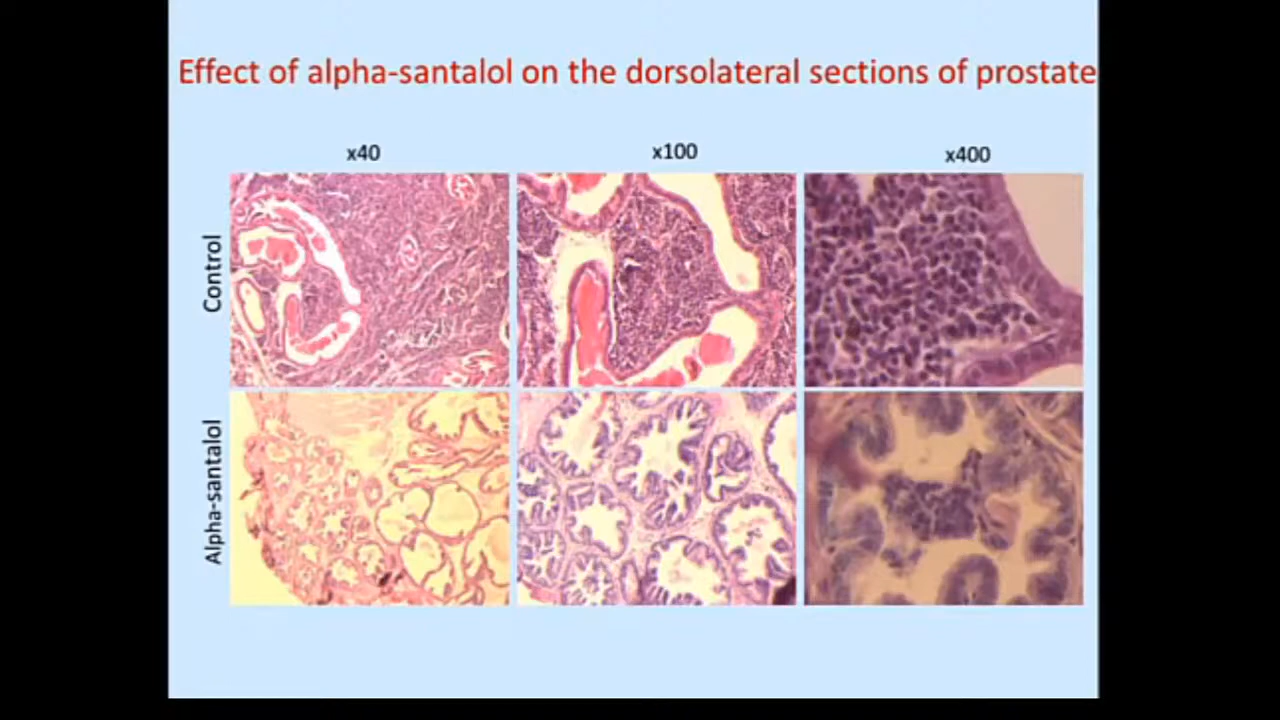 Effect of alpha-santalol on the dorsolateral sections of prostate
x40
x100
x400
Control
Alpha-santalol